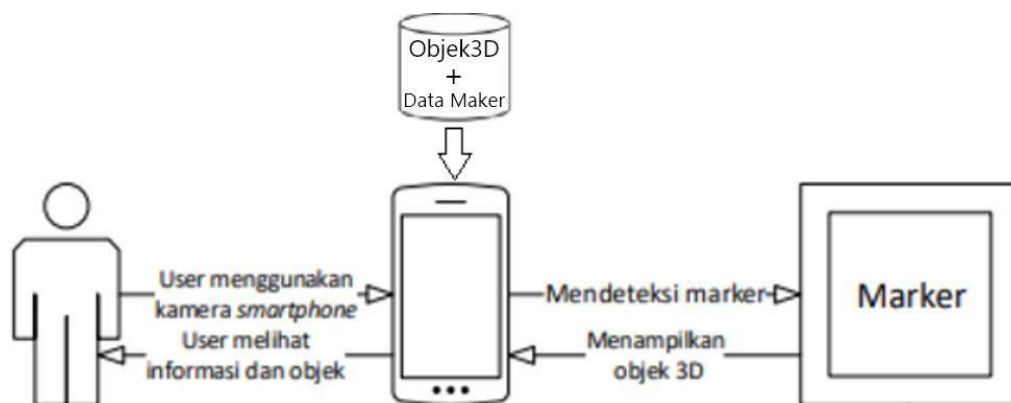 Objek3D
+
Data Maker
User menggunakan
kamera smartphone
User melihat
informasi dan objek
Mendeteksi marker
Menampilkan
objek 3D
Marker